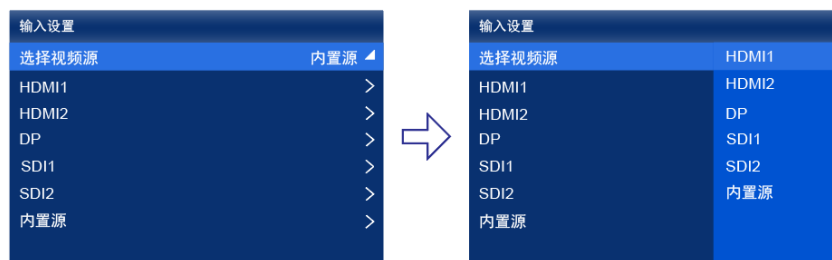 输入设置
选择视频源 内置源
HDMI1
HDMI2
DP
SDI1
SDI2
内置源
输入设置
选择视频源 HDMI1
HDMI1 HDMI2
HDMI2 DP
DP SDI1
SDI1 SDI2
SDI2 内置源
内置源